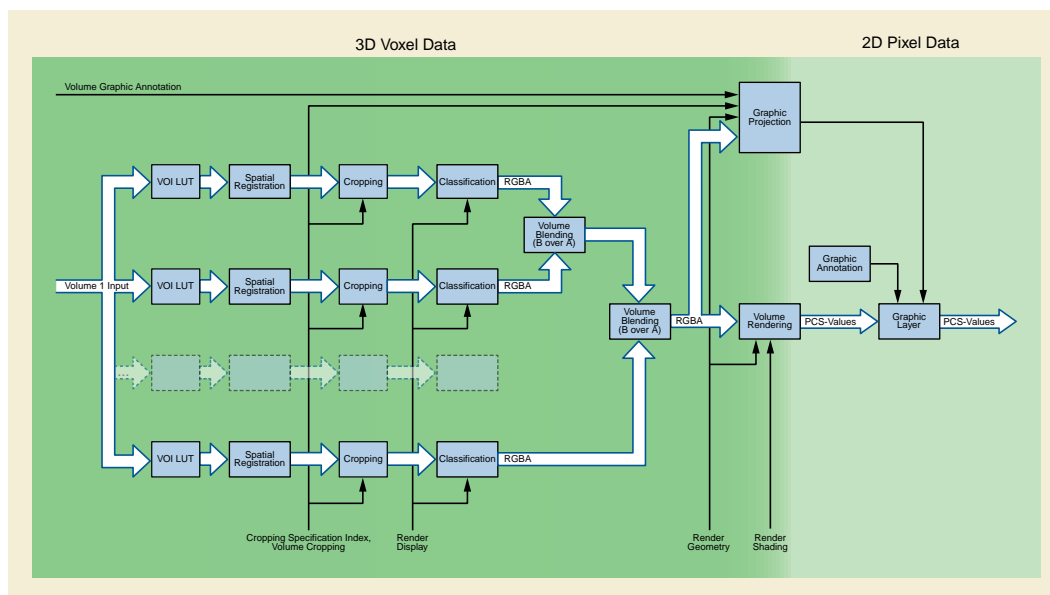 3D Voxel Data
2D Pixel Data
Volume Graphic Annotation
Graphic
Projection
VOI LUT
Spatial
Registration
Cropping
Classification
RGBA
Volume
Blending
(B over A)
Graphic
Annotation
Volume 1 Input
VOI LUT
Spatial
Registration
Cropping
Classification
RGBA
Volume
Blending
(B over A)
RGBA
Volume
Rendering
PCS-Values
Graphic
Layer
PCS-Values
...
VOI LUT
Spatial
Registration
Cropping
Classification
RGBA
Cropping Specification Index,
Volume Cropping
Render
Display
Render
Geometry
Render
Shading